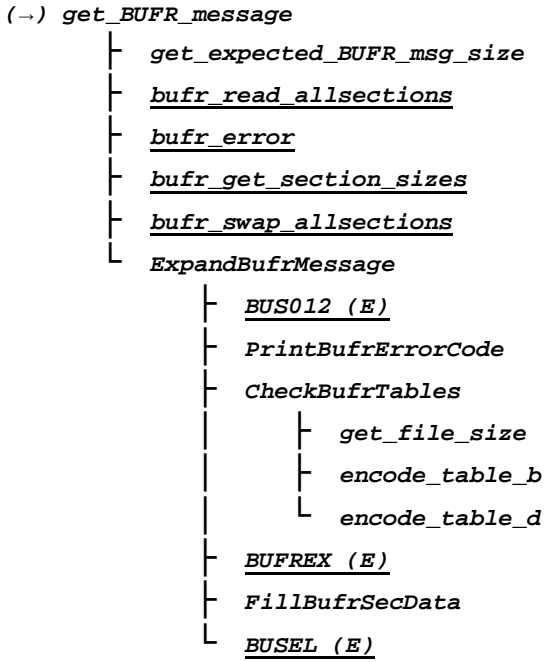 (→) get_BUFR_message
├ get_expected_BUFR_msg_size
├ bufr_read_allsections
├ bufr_error
├ bufr_get_section_sizes
├ bufr_swap_allsections
└ ExpandBufrMessage
├ BUS012 (E)
├ PrintBufrErrorCode
├ CheckBufrTables
│ ├ get_file_size
│ ├ encode_table_b
│ └ encode_table_d
├ BUFREX (E)
├ FillBufrSecData
└ BUSEL (E)